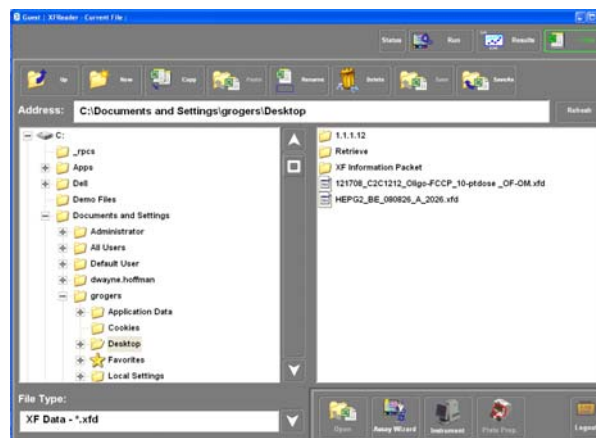 Guest : XFReader - Current File :
Status Run Results
Up New Copy Paste Rename Delete Save SaveAs
Address: C:\Documents and Settings\grogers\Desktop Refresh
C:
_rpcs
Apps
Dell
Demo Files
Documents and Settings
Administrator
All Users
Default User
dwayne.hoffman
grogers
Application Data
Cookies
Desktop
Favorites
Local Settings
1.1.1.12
Retrieve
XF Information Packet
121708_C2C1212_Oligo-FCCP_10-ptdose _OF-OM.xfd
HEPG2_BE_080826_A_2026.xfd
File Type:
XF Data - *.xfd
Open Assay Wizard Instrument Plate Prep. Logout